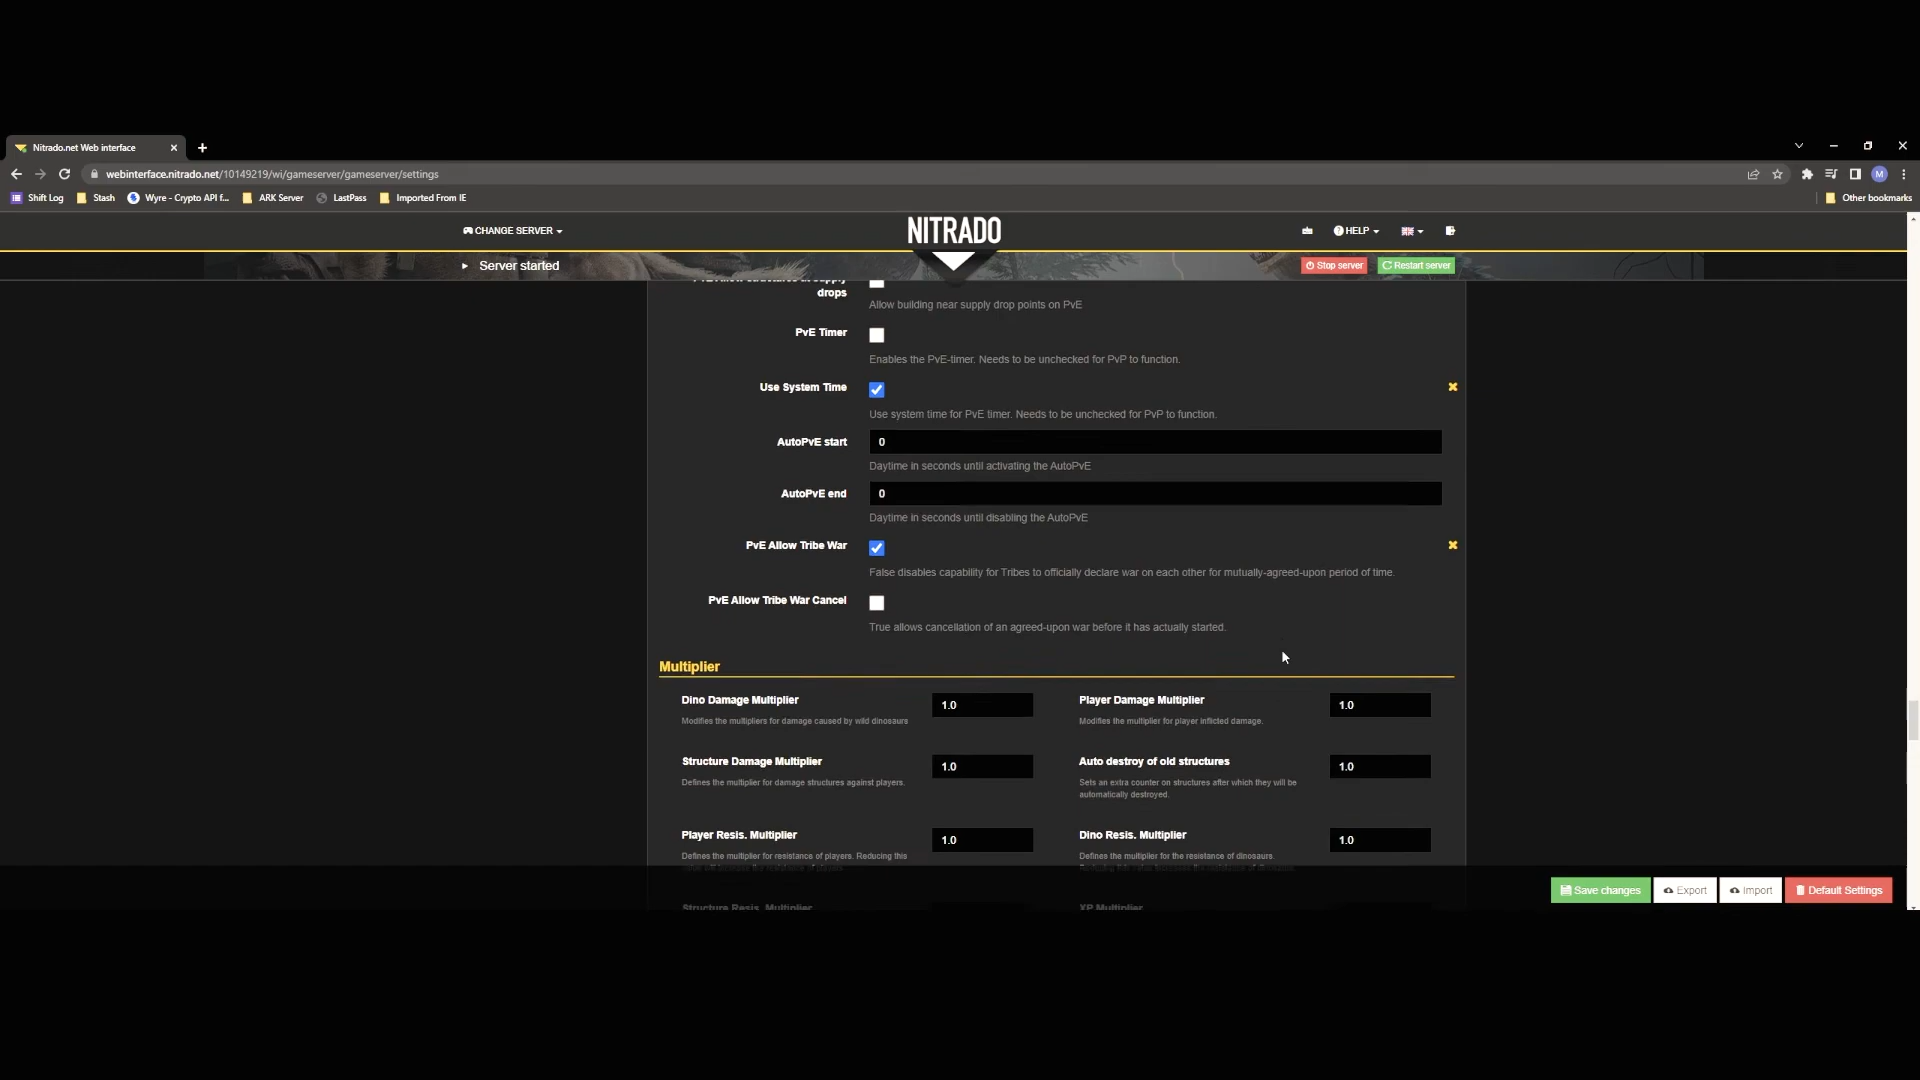 Nitrado.net Web interface
webinterface.nitrado.net/10149219/wi/gameserver/gameserver/settings
M
Shift Log Stash Wyre - Crypto API f... ARK Server LastPass Imported From IE Other bookmarks
CHANGE SERVER NITRADO HELP
Server started Stop server Restart server
drops
Allow building near supply drop points on PvE
PvE Timer
Enables the PvE-timer. Needs to be unchecked for PvP to function.
Use System Time
Use system time for PvE timer. Needs to be unchecked for PvP to function.
AutoPvE start 0
Daytime in seconds until activating the AutoPvE
AutoPvE end 0
Daytime in seconds until disabling the AutoPvE
PvE Allow Tribe War
False disables capability for Tribes to officially declare war on each other for mutually-agreed-upon period of time.
PvE Allow Tribe War Cancel
True allows cancellation of an agreed-upon war before it has actually started.
Multiplier
Dino Damage Multiplier 1.0 Player Damage Multiplier 1.0
Modifies the multipliers for damage caused by wild dinosaurs Modifies the multiplier for player inflicted damage.
Structure Damage Multiplier 1.0 Auto destroy of old structures 1.0
Defines the multiplier for damage structures against players. Sets an extra counter on structures after which they will be
automatically destroyed.
Player Resis. Multiplier 1.0 Dino Resis. Multiplier 1.0
Defines the multiplier for resistance of players. Reducing this Defines the multiplier for the resistance of dinosaurs.
Save changes Export Import Default Settings
Structure Resis. Multiplier XP Multiplier